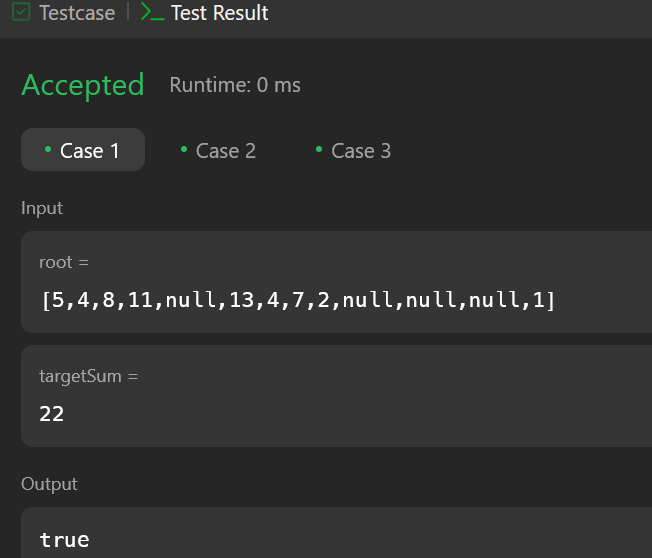 Testcase | >_ Test Result
Accepted Runtime: 0 ms
• Case 1 • Case 2 • Case 3
Input
root =
[5,4,8,11,null,13,4,7,2,null,null,null,1]
targetSum =
22
Output
true